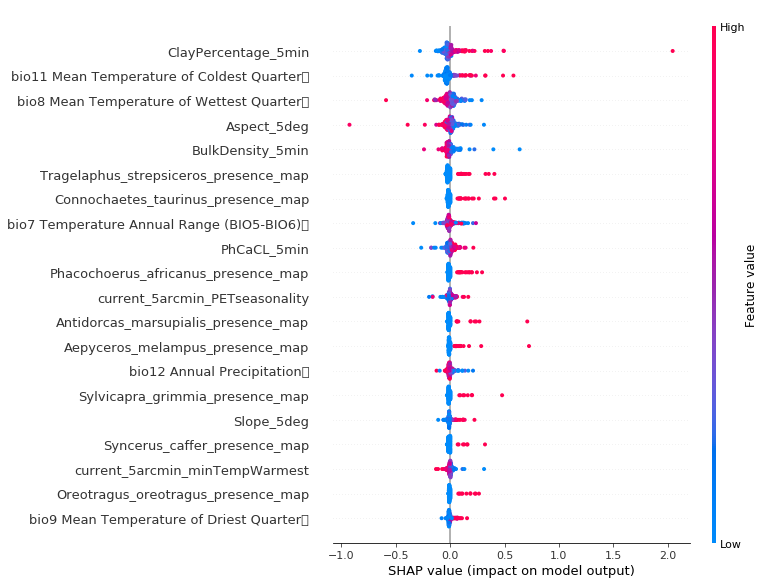 High
ClayPercentage_5min
bio11 Mean Temperature of Coldest Quarter▯
bio8 Mean Temperature of Wettest Quarter▯
Aspect_5deg
BulkDensity_5min
Tragelaphus_strepsiceros_presence_map
Connochaetes_taurinus_presence_map
bio7 Temperature Annual Range (BIO5-BIO6)▯
PhCaCL_5min
Phacochoerus_africanus_presence_map
current_5arcmin_PETseasonality
Antidorcas_marsupialis_presence_map
Aepyceros_melampus_presence_map
bio12 Annual Precipitation▯
Sylvicapra_grimmia_presence_map
Slope_5deg
Syncerus_caffer_presence_map
current_5arcmin_minTempWarmest
Oreotragus_oreotragus_presence_map
bio9 Mean Temperature of Driest Quarter▯
Feature value
Low
−1.0 −0.5 0.0 0.5 1.0 1.5 2.0
SHAP value (impact on model output)